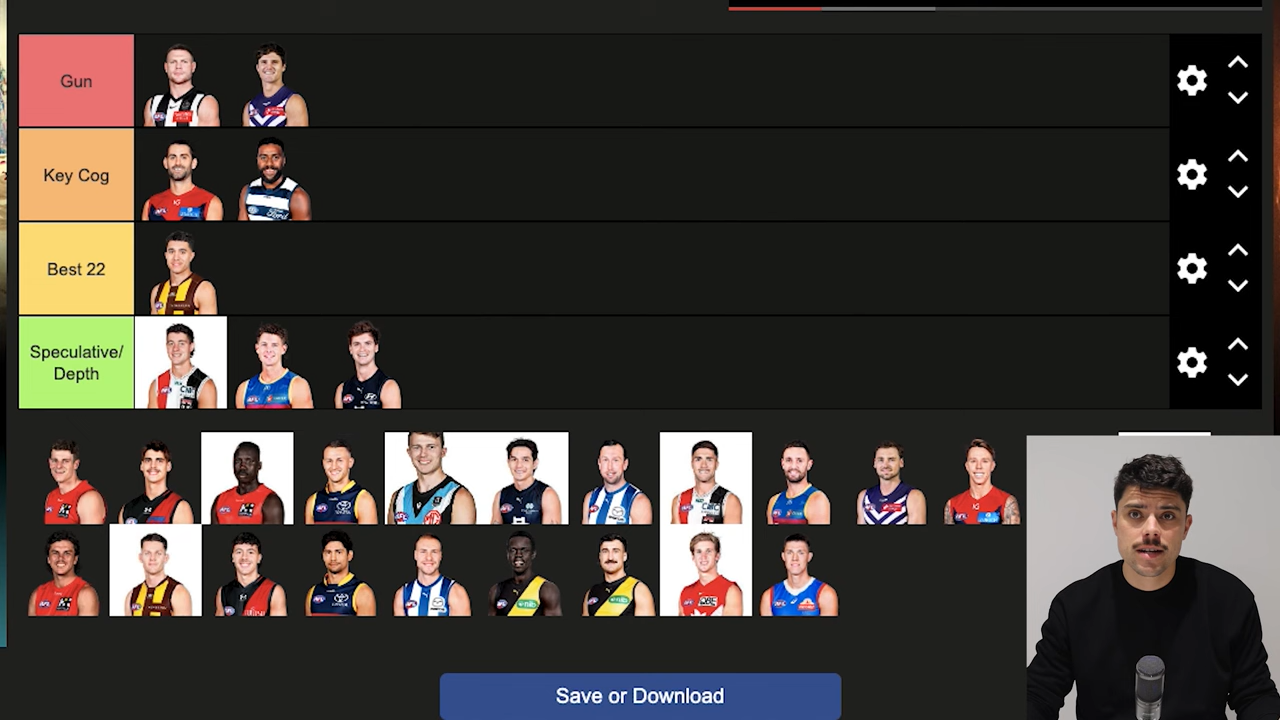 Gun
Key Cog
Best 22
Speculative/
Depth
Save or Download